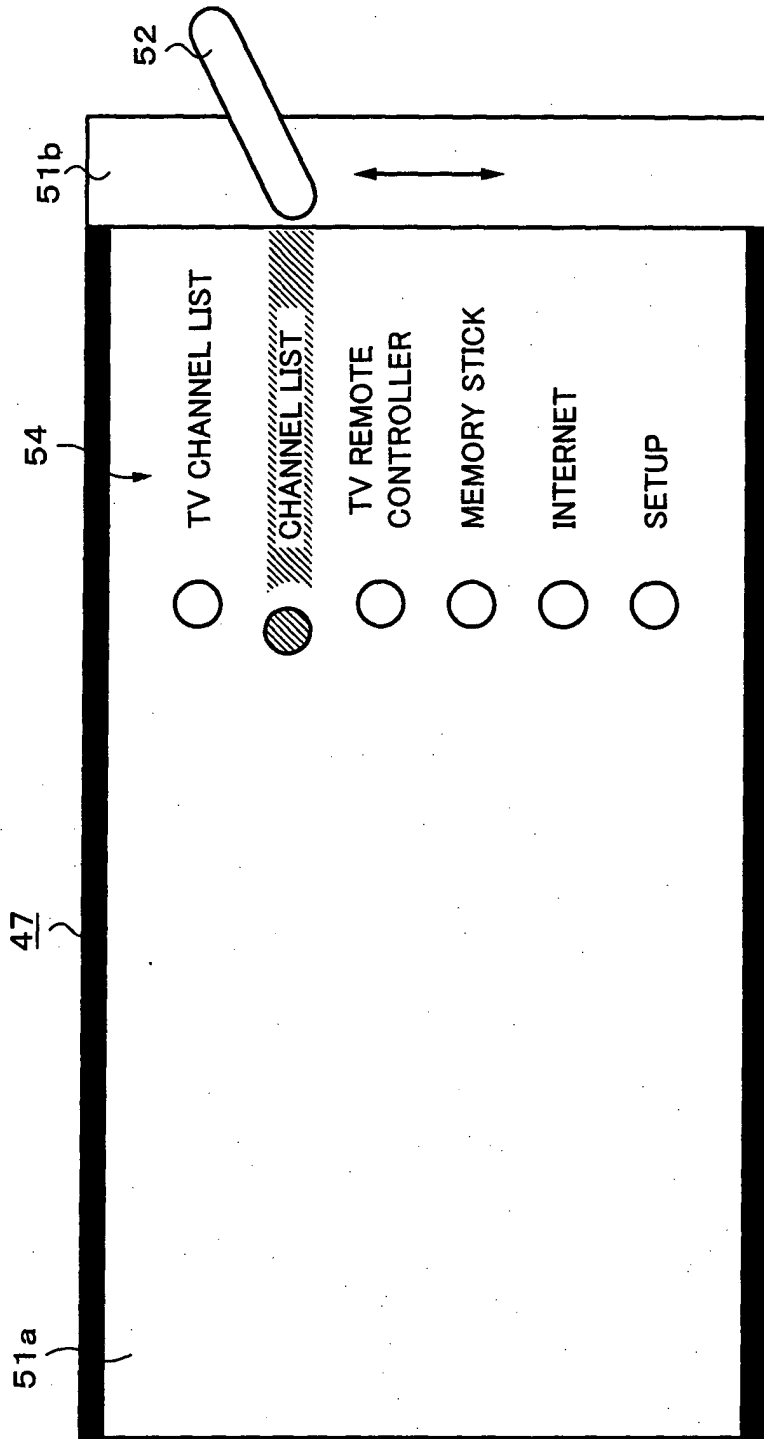 47
51a
54
51b
52
TV CHANNEL LIST
CHANNEL LIST
TV REMOTE
CONTROLLER
MEMORY STICK
INTERNET
SETUP